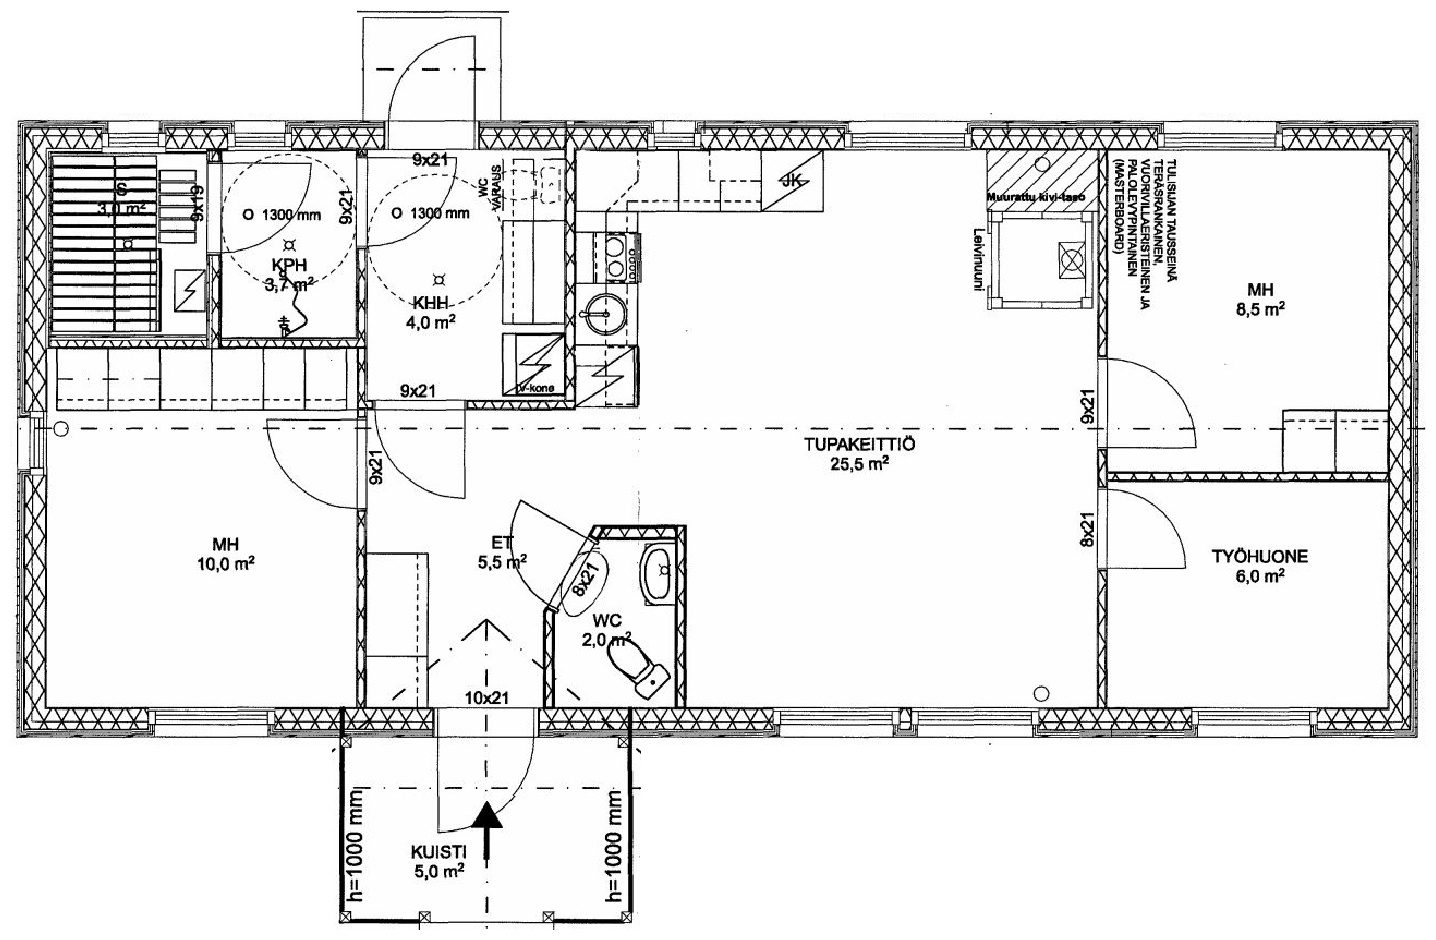 9x21
WC
VARAUS
S
3,0 m²
9x19
O 1300 mm
9x21
O 1300 mm
KPH
3,7 m²
KHH
4,0 m²
V-kone
9x21
JK
Muurattu kivi-taso
Leivinuuni
TULISIJAN TAUSSEINÄ
TERÄSRANKAINEN,
VUORIVILLAERISTEINEN JA
PALOLEVYPINTAINEN
(MASTERBOARD)
MH
8,5 m²
9x21
TUPAKEITTIÖ
25,5 m²
9x21
8x21
MH
10,0 m²
ET
5,5 m²
8x21
WC
2,0 m²
TYÖHUONE
6,0 m²
10x21
h=1000 mm
KUISTI
5,0 m²
h=1000 mm